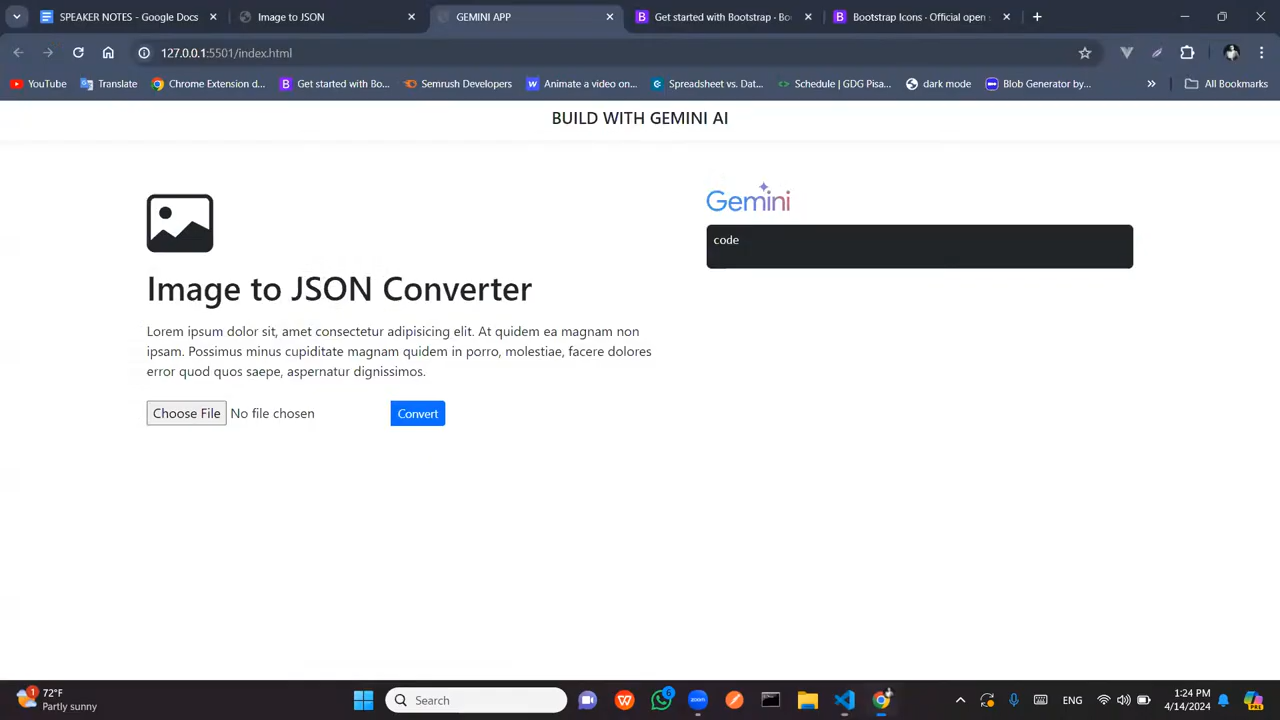 SPEAKER NOTES - Google Docs
Image to JSON
GEMINI APP
Get started with Bootstrap · Bo
Bootstrap Icons · Official open s
127.0.0.1:5501/index.html
YouTube
Translate
Chrome Extension d...
Get started with Bo...
Semrush Developers
Animate a video on...
Spreadsheet vs. Dat...
Schedule | GDG Pisa...
dark mode
Blob Generator by...
All Bookmarks
BUILD WITH GEMINI AI
Gemini
code
Image to JSON Converter
Lorem ipsum dolor sit, amet consectetur adipisicing elit. At quidem ea magnam non
ipsam. Possimus minus cupiditate magnam quidem in porro, molestiae, facere dolores
error quod quos saepe, aspernatur dignissimos.
Choose File No file chosen
Convert
1
72°F
Partly sunny
Search
6
zoom
ENG
1:24 PM
4/14/2024